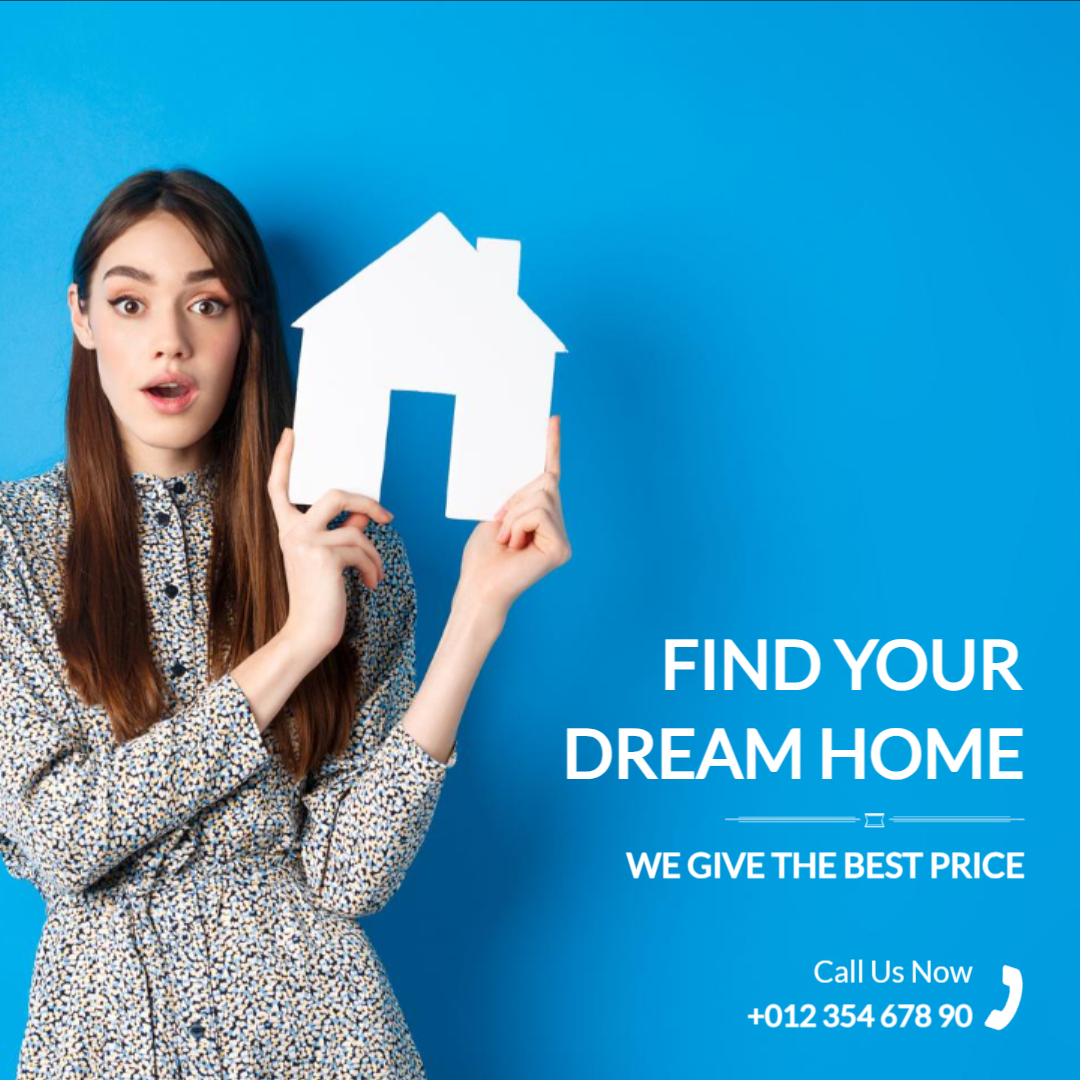 FIND YOUR
DREAM HOME
WE GIVE THE BEST PRICE
Call Us Now
+012 354 678 90